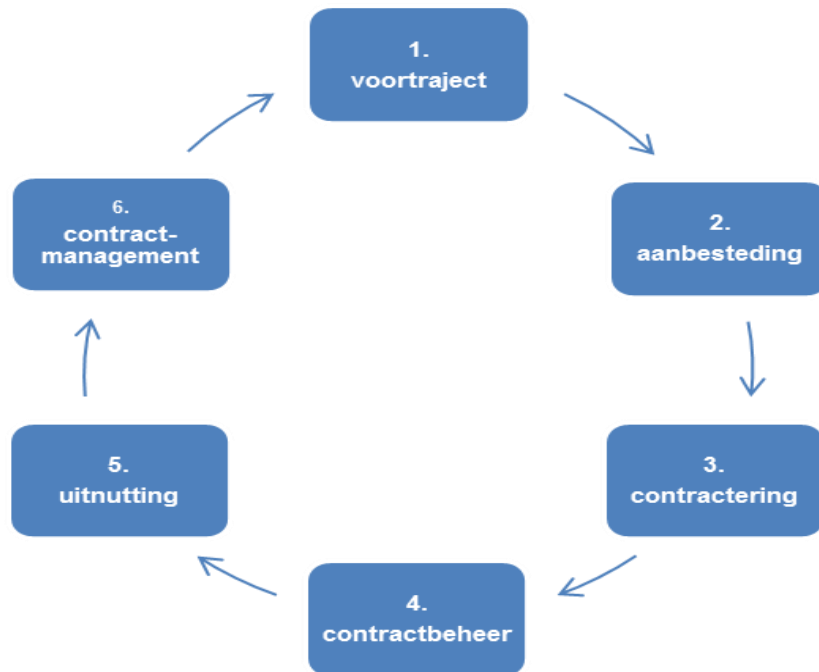 1.
voortraject
2.
aanbesteding
3.
contractering
4.
contractbeheer
5.
uitnutting
6.
contract-
management